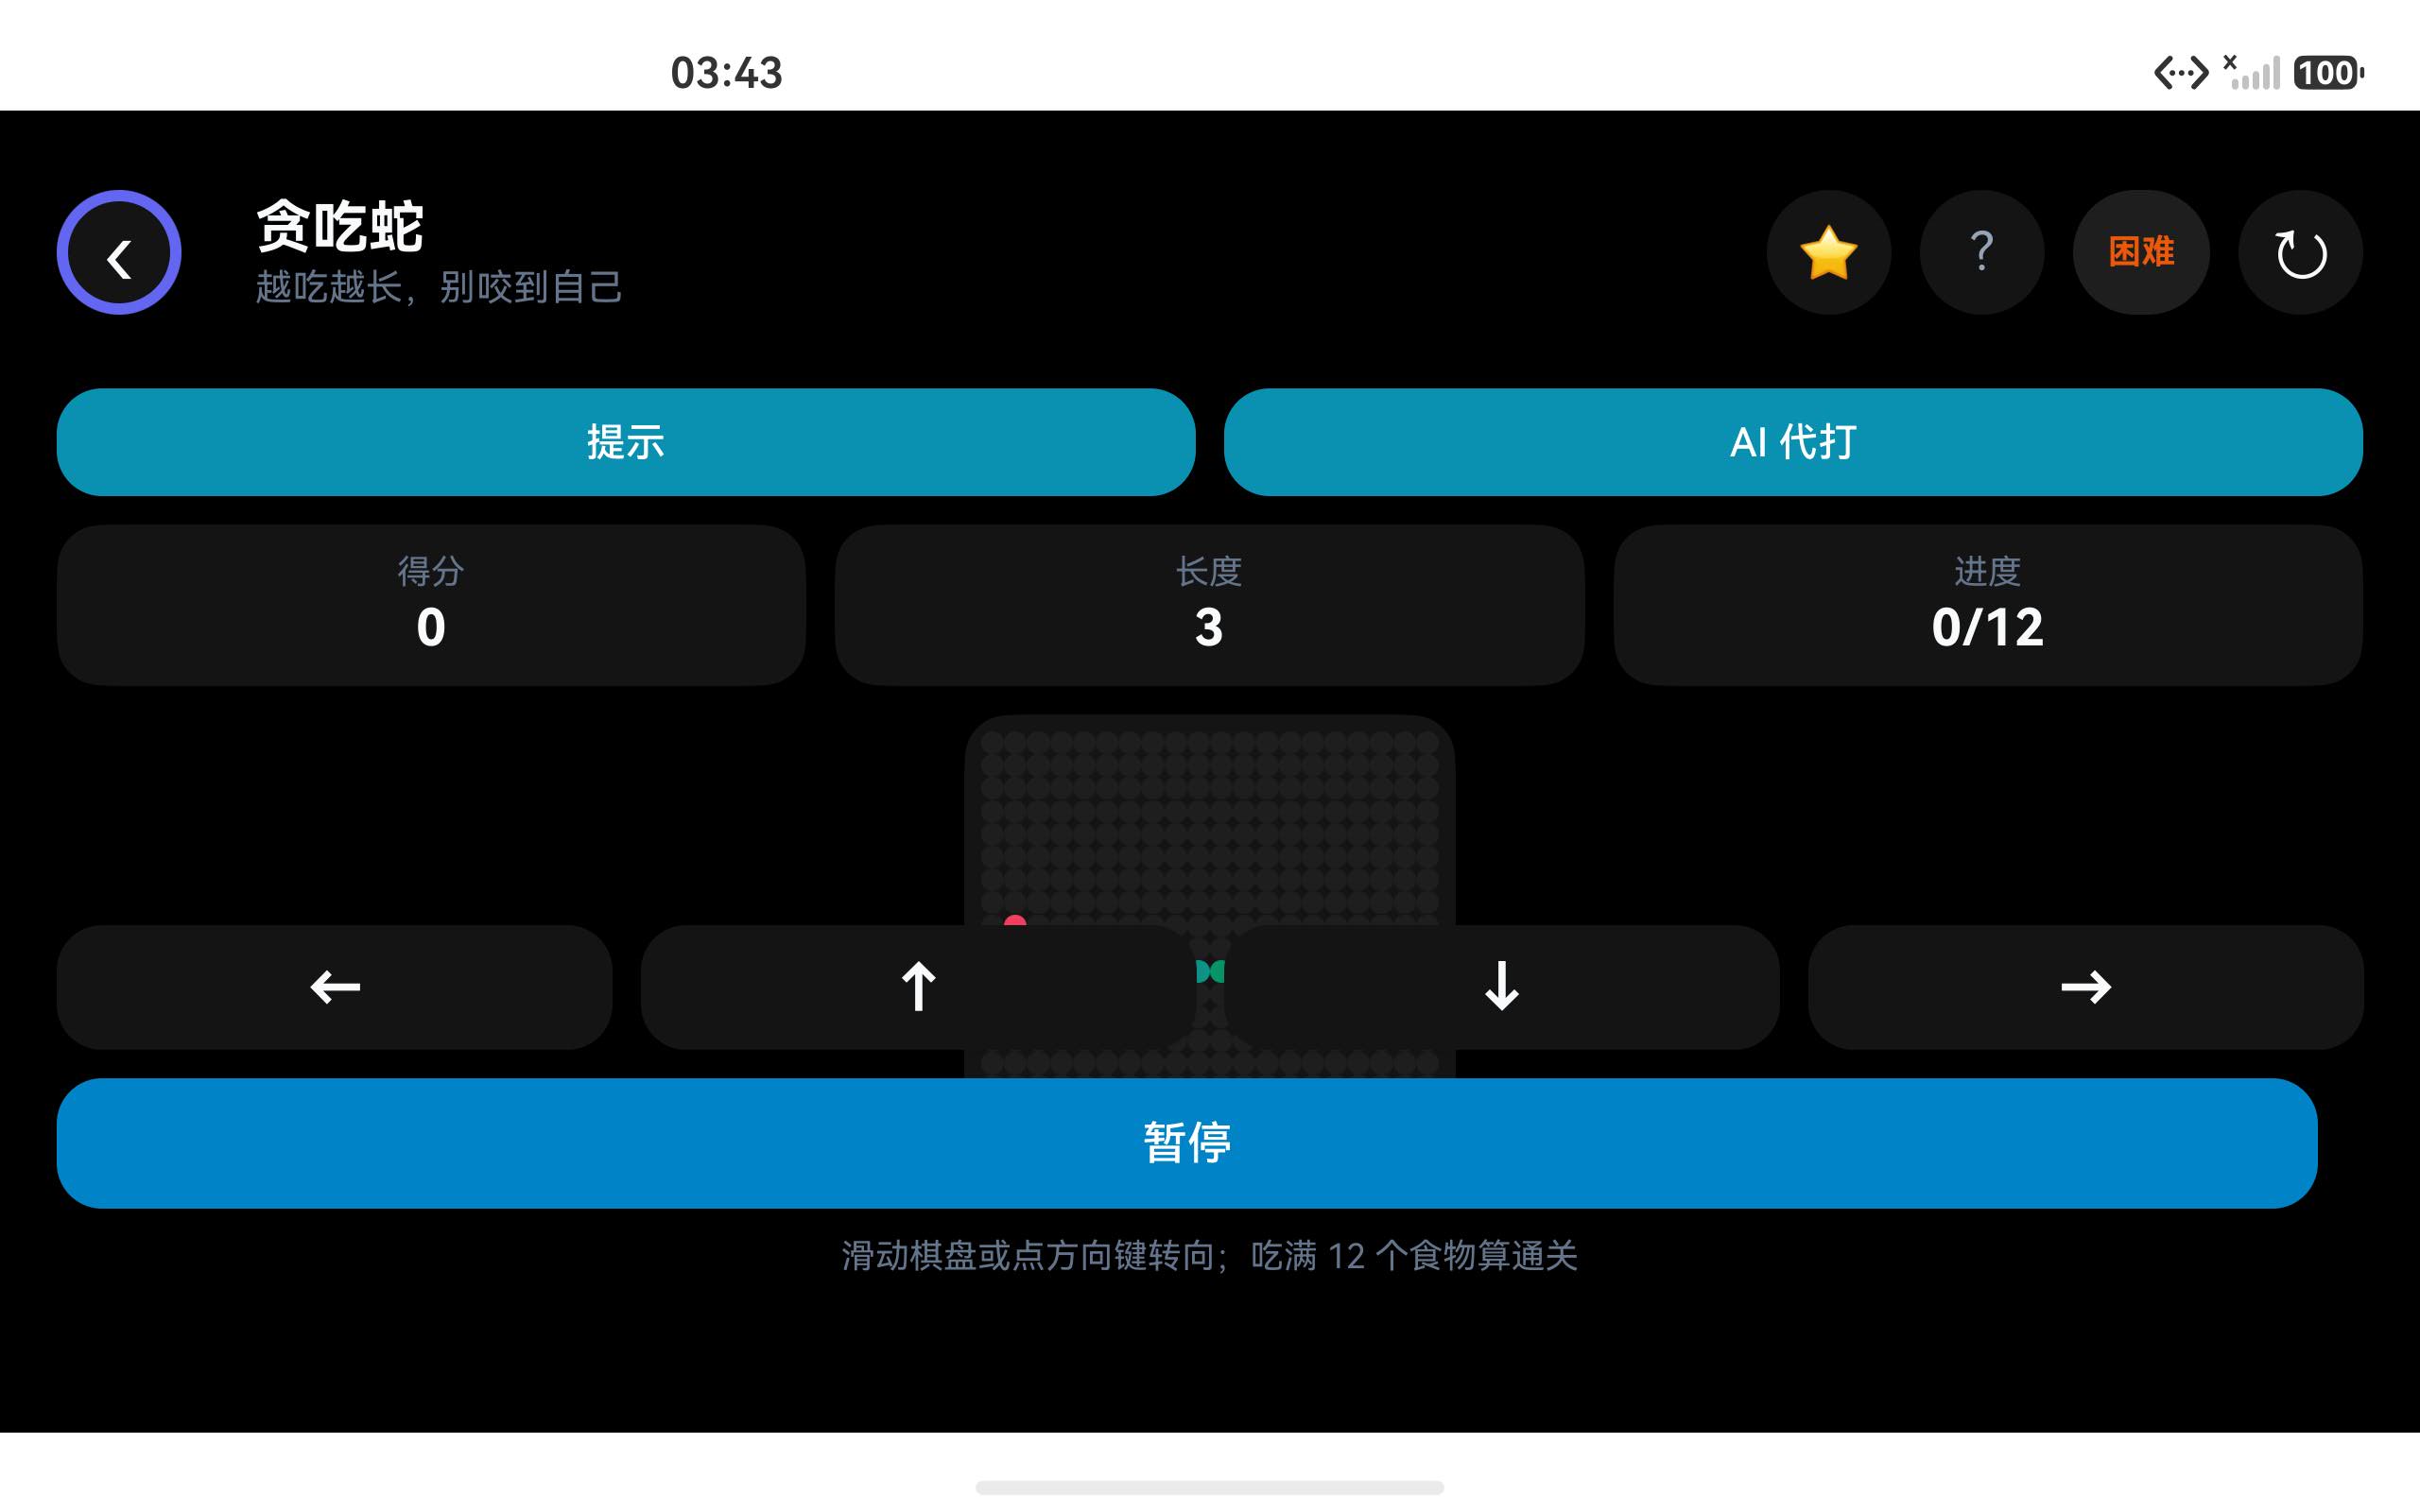 03:43
100
贪吃蛇
越吃越长，别咬到自己
?
困难
提示
AI 代打
得分
0
长度
3
进度
0/12
← ↑ ↓ →
暂停
滑动棋盘或点方向键转向；吃满 12 个食物算通关